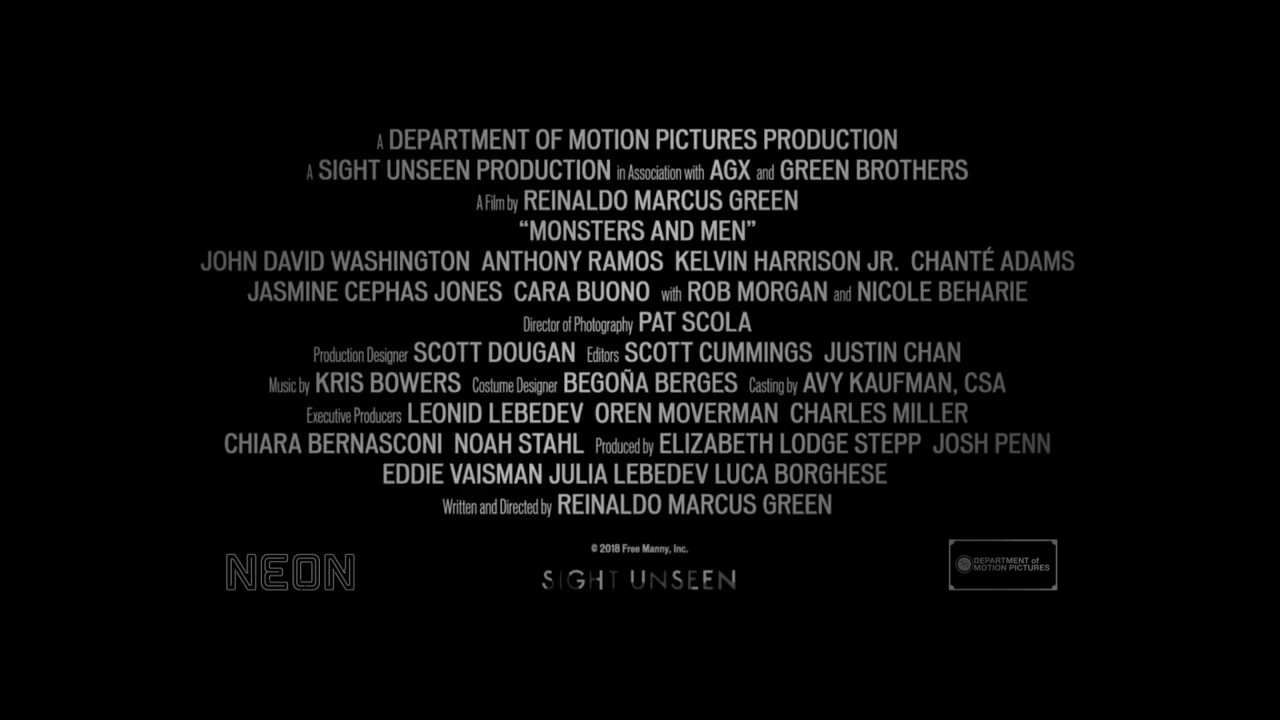 A DEPARTMENT OF MOTION PICTURES PRODUCTION
A SIGHT UNSEEN PRODUCTION in Association with AGX and GREEN BROTHERS
A Film by REINALDO MARCUS GREEN
“MONSTERS AND MEN”
JOHN DAVID WASHINGTON ANTHONY RAMOS KELVIN HARRISON JR. CHANTÉ ADAMS
JASMINE CEPHAS JONES CARA BUONO with ROB MORGAN and NICOLE BEHARIE
Director of Photography PAT SCOLA
Production Designer SCOTT DOUGAN Editors SCOTT CUMMINGS JUSTIN CHAN
Music by KRIS BOWERS Costume Designer BEGOÑA BERGES Casting by AVY KAUFMAN, CSA
Executive Producers LEONID LEBEDEV OREN MOVERMAN CHARLES MILLER
CHIARA BERNASCONI NOAH STAHL Produced by ELIZABETH LODGE STEPP JOSH PENN
EDDIE VAISMAN JULIA LEBEDEV LUCA BORGHESE
Written and Directed by REINALDO MARCUS GREEN
© 2018 Free Manny, Inc.
NEON
SIGHT UNSEEN
DEPARTMENT of
MOTION PICTURES